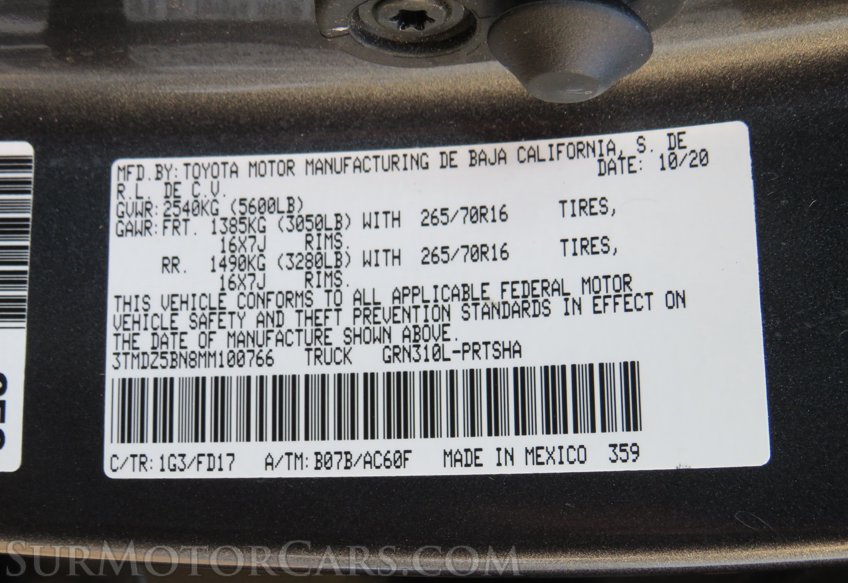 MFD.BY: TOYOTA MOTOR MANUFACTURING DE BAJA CALIFORNIA, S. DE
R.L. DE C.V. DATE: 10/20
GVWR: 2540KG (5600LB)
GAWR: FRT. 1385KG (3050LB) WITH 265/70R16 TIRES,
16X7J RIMS.
RR. 1490KG (3280LB) WITH 265/70R16 TIRES,
16X7J RIMS.
THIS VEHICLE CONFORMS TO ALL APPLICABLE FEDERAL MOTOR
VEHICLE SAFETY AND THEFT PREVENTION STANDARDS IN EFFECT ON
THE DATE OF MANUFACTURE SHOWN ABOVE.
3TMDZ5BN8MM100766 TRUCK GRN310L-PRTSHA
C/TR: 1G3/FD17 A/TM: B07B/AC60F MADE IN MEXICO 359
SURMOTORCARS.COM